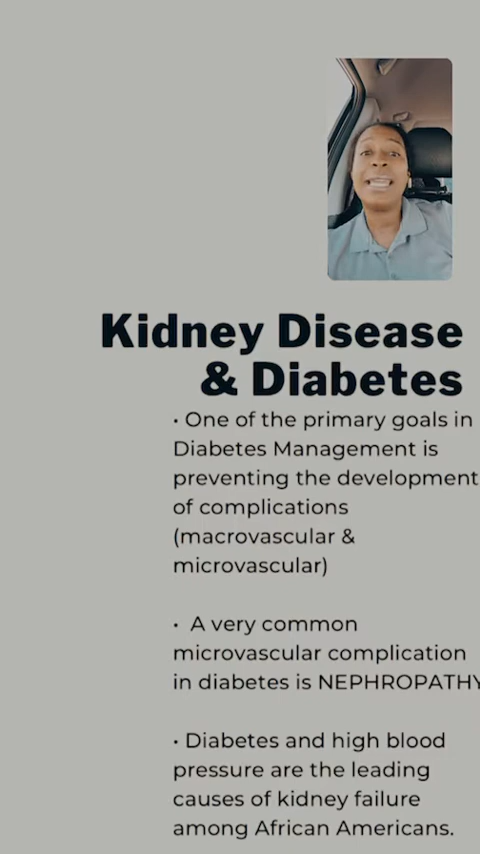 Kidney Disease
& Diabetes
• One of the primary goals in
Diabetes Management is
preventing the development
of complications
(macrovascular &
microvascular)
• A very common
microvascular complication
in diabetes is NEPHROPATHY
• Diabetes and high blood
pressure are the leading
causes of kidney failure
among African Americans.